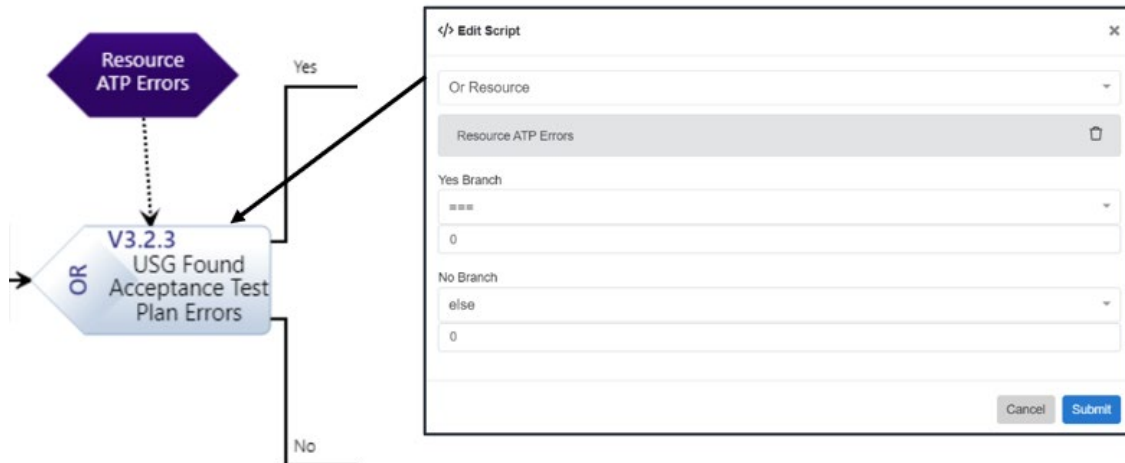 Resource
ATP Errors
Yes
V3.2.3
OR
USG Found
Acceptance Test
Plan Errors
No
</> Edit Script
×
Or Resource
Resource ATP Errors
Yes Branch
===
0
No Branch
else
0
Cancel
Submit